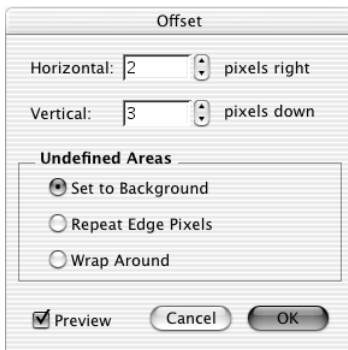 Offset
Horizontal: 2 pixels right
Vertical: 3 pixels down
Undefined Areas
Set to Background
Repeat Edge Pixels
Wrap Around
Preview Cancel OK